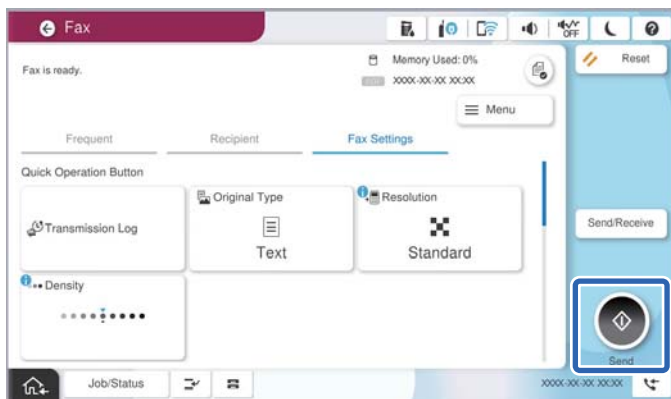 Fax
OFF
Fax is ready.
Memory Used: 0%
XXXX-XX-XX XX:XX
Reset
Menu
Frequent
Recipient
Fax Settings
Quick Operation Button
Transmission Log
Original Type
Text
Resolution
Standard
Send/Receive
Density
Send
Job/Status
XXXX-XX-XX XX:XX